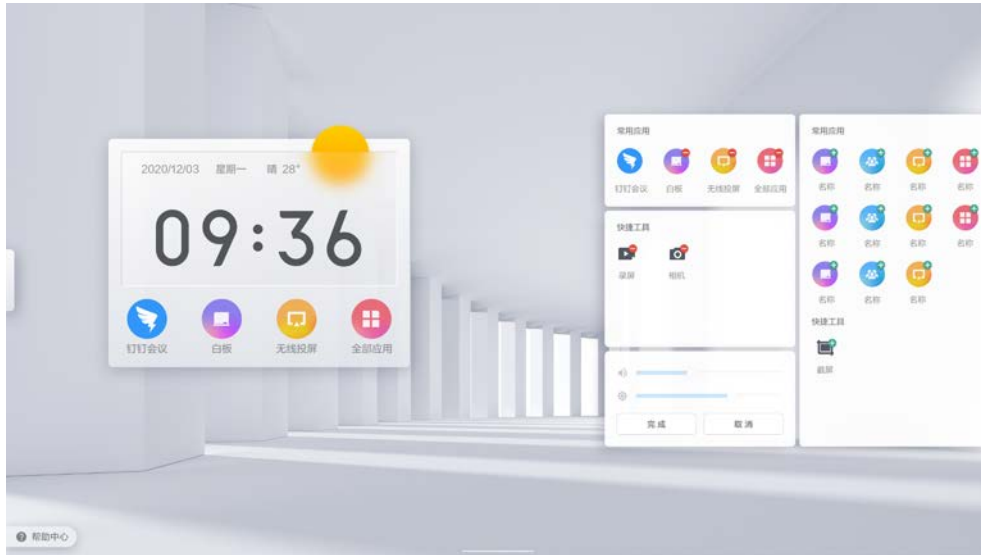 2020/12/03 星期一 晴 28°
09:36
钉钉会议 白板 无线投屏 全部应用
常用应用
钉钉会议 白板 无线投屏 全部应用
快捷工具
录屏 相机
完成 取消
常用应用
名称 名称 名称 名称
名称 名称 名称 名称
名称 名称 名称
快捷工具
截屏
帮助中心